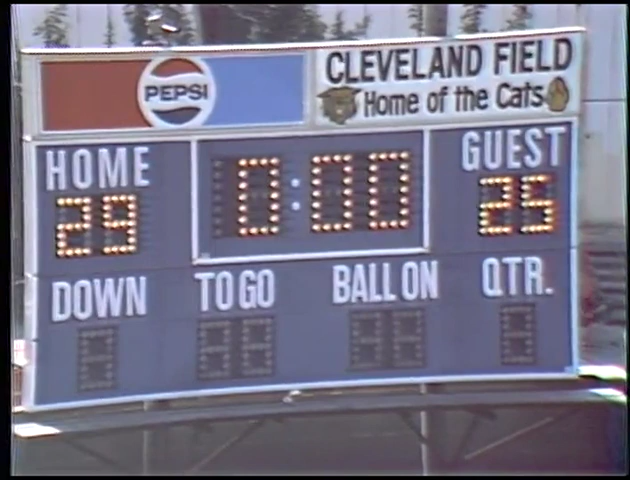 PEPSI
CLEVELAND FIELD
Home of the Cats
HOME
0:00
GUEST
29
25
DOWN
TO GO
BALL ON
QTR.